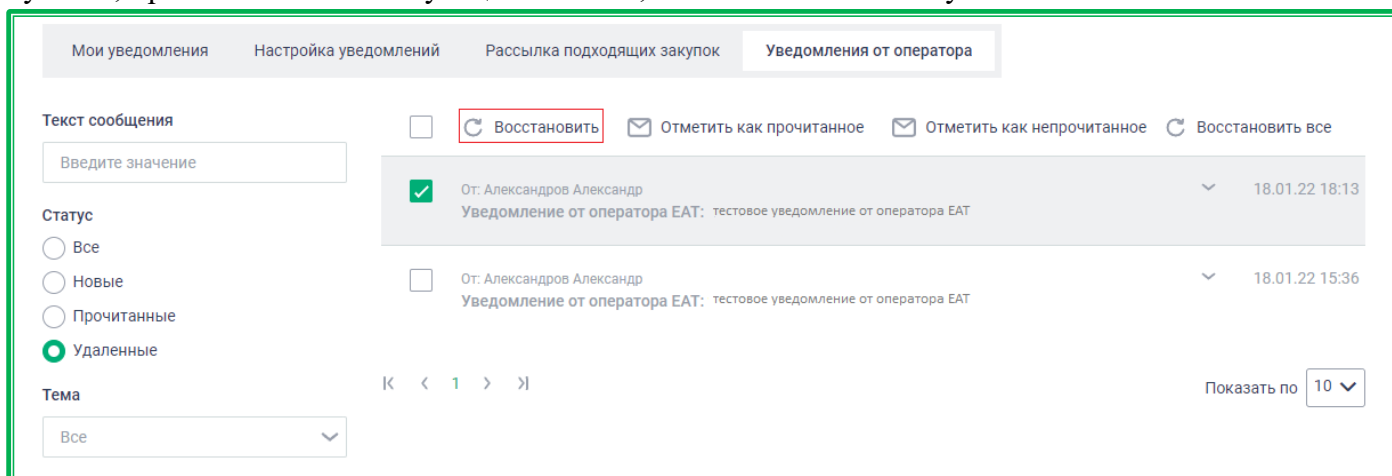 Мои уведомления Настройка уведомлений Рассылка подходящих закупок Уведомления от оператора
Текст сообщения
Введите значение
Статус
Все
Новые
Прочитанные
Удаленные
Тема
Все
Восстановить Отметить как прочитанное Отметить как непрочитанное Восстановить все
От: Александров Александр 18.01.22 18:13
Уведомление от оператора ЕАТ: тестовое уведомление от оператора ЕАТ
От: Александров Александр 18.01.22 15:36
Уведомление от оператора ЕАТ: тестовое уведомление от оператора ЕАТ
1
Показать по 10